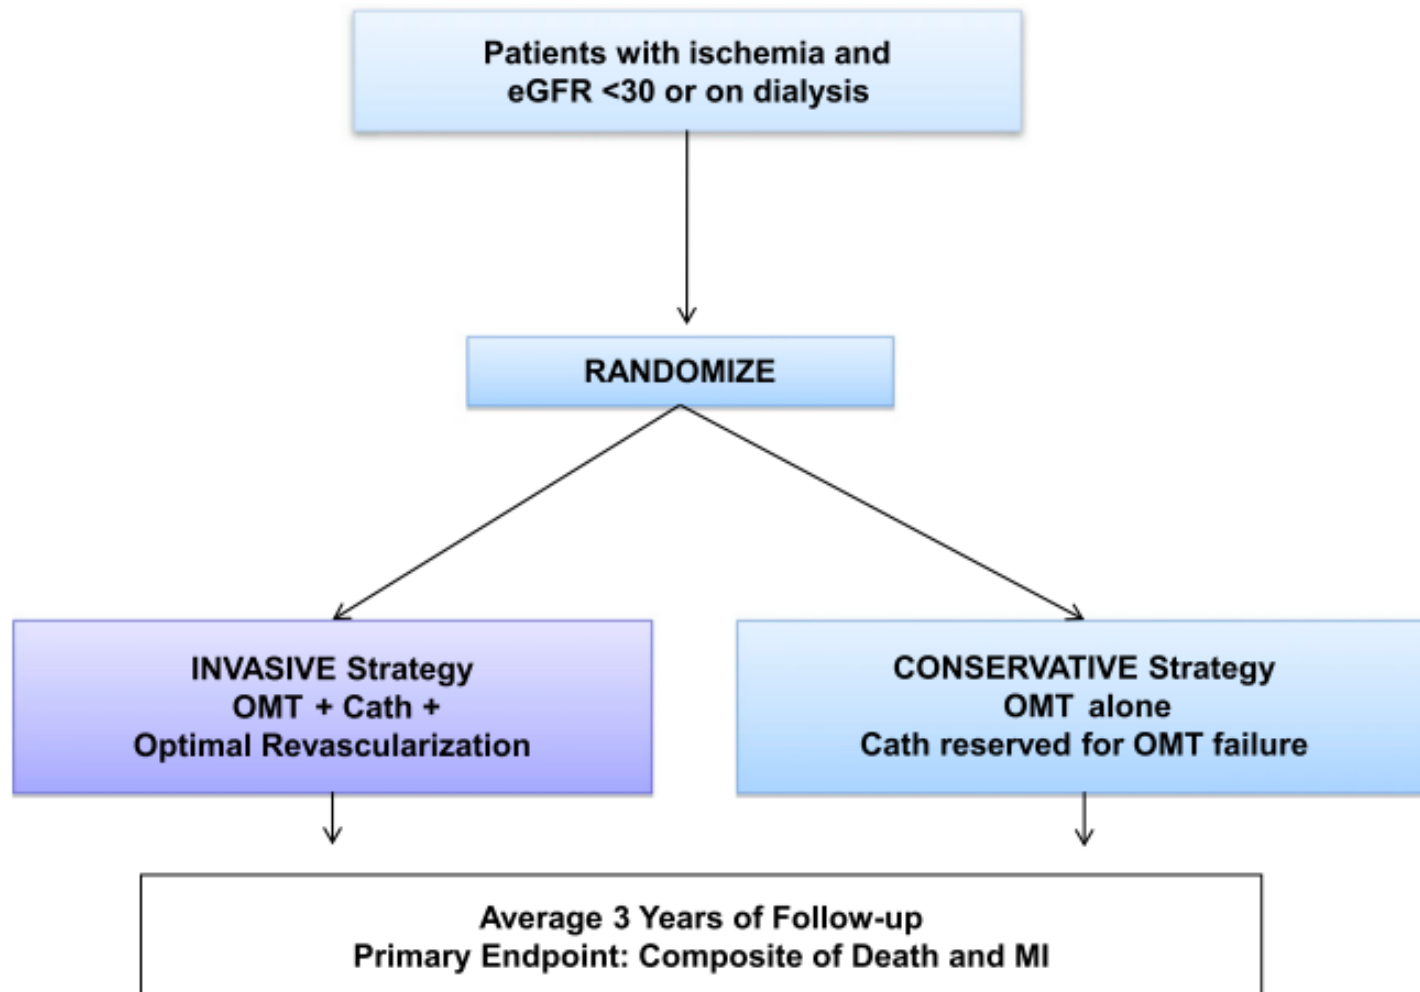 Patients with ischemia and
eGFR <30 or on dialysis
RANDOMIZE
INVASIVE Strategy
OMT + Cath +
Optimal Revascularization
CONSERVATIVE Strategy
OMT alone
Cath reserved for OMT failure
Average 3 Years of Follow-up
Primary Endpoint: Composite of Death and MI